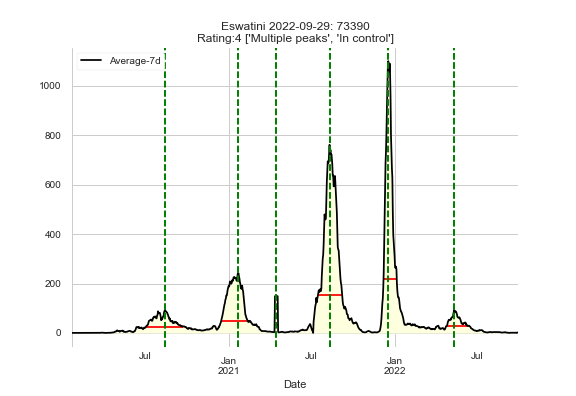 Eswatini 2022-09-29: 73390
Rating:4 ['Multiple peaks', 'In control']
Average-7d
1000
800
600
400
200
0
Jul
Jan
2021
Jul
Jan
2022
Jul
Date